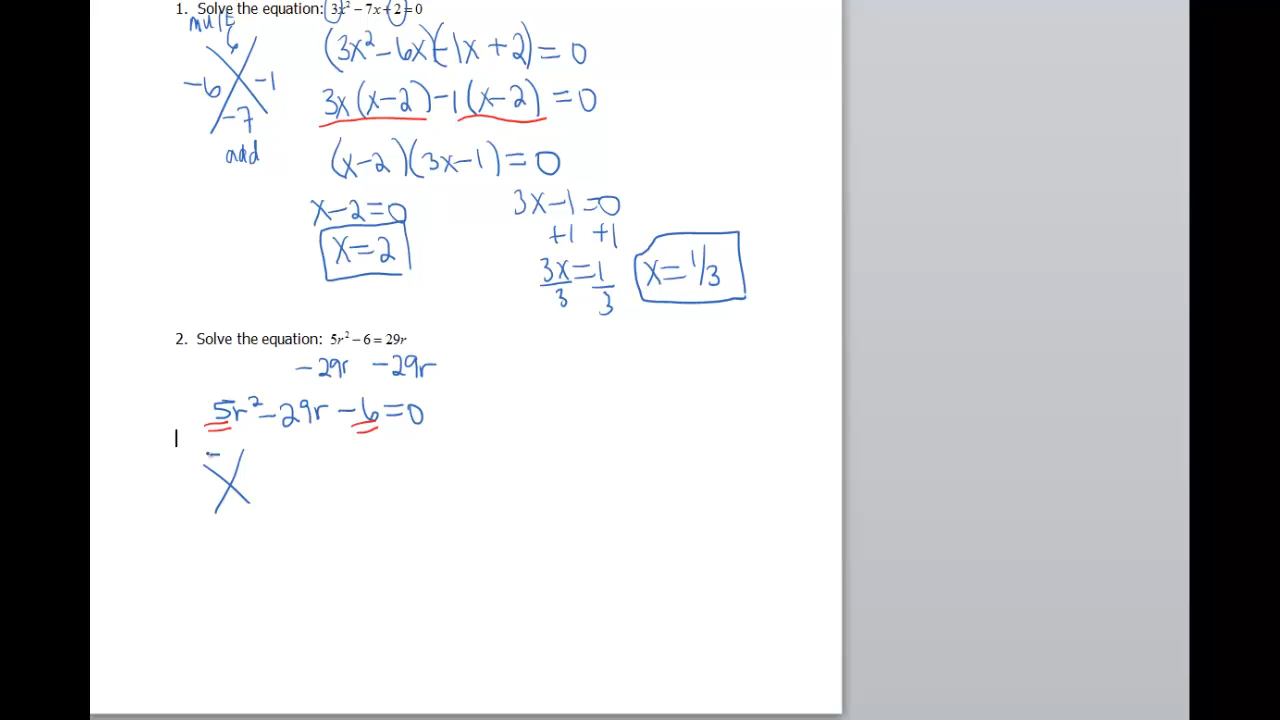 1. Solve the equation: 3x² − 7x + 2 = 0
mult
6
-6 -1
-7
add
(3x² - 6x)(-1x + 2) = 0
3x(x-2) -1(x-2) = 0
(x-2)(3x-1) = 0
x-2=0
x=2
3x-1=0
+1 +1
3x=1
3 3
x=1/3
2. Solve the equation: 5r² − 6 = 29r
-29r -29r
5r² - 29r - 6 = 0